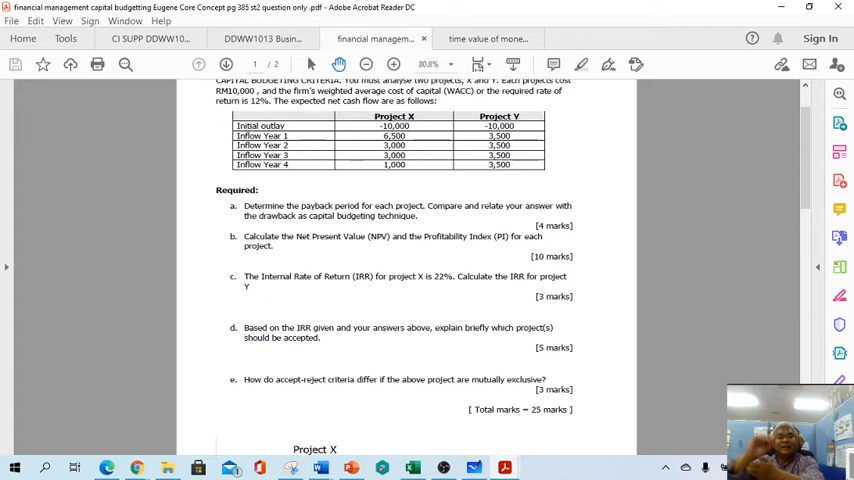 financial management capital budgetting Eugene Core Concept pg 385 st2 question only .pdf - Adobe Acrobat Reader DC
File Edit View Sign Window Help
Home Tools CI SUPP DDWW10... DDWW1013 Busin... financial managem... × time value of mone... Sign In
1 / 2 80.8%
CAPITAL BUDGETING CRITERIA. You must analyse two projects, X and Y. Each projects cost
RM10,000 , and the firm's weighted average cost of capital (WACC) or the required rate of
return is 12%. The expected net cash flow are as follows:
Project X Project Y
Initial outlay -10,000 -10,000
Inflow Year 1 6,500 3,500
Inflow Year 2 3,000 3,500
Inflow Year 3 3,000 3,500
Inflow Year 4 1,000 3,500
Required:
a. Determine the payback period for each project. Compare and relate your answer with
the drawback as capital budgeting technique.
[4 marks]
b. Calculate the Net Present Value (NPV) and the Profitability Index (PI) for each
project.
[10 marks]
c. The Internal Rate of Return (IRR) for project X is 22%. Calculate the IRR for project
Y
[3 marks]
d. Based on the IRR given and your answers above, explain briefly which project(s)
should be accepted.
[5 marks]
e. How do accept-reject criteria differ if the above project are mutually exclusive?
[3 marks]
[ Total marks = 25 marks ]
Project X